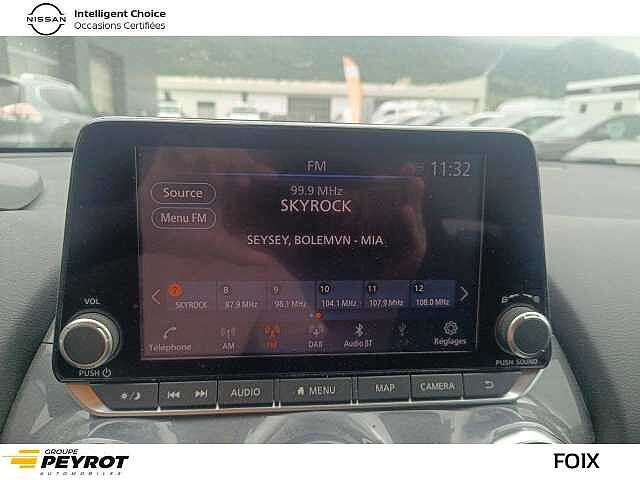 NISSAN
Intelligent Choice
Occasions Certifiées
FM
11:32
Source
99.9 MHz
SKYROCK
Menu FM
SEYSEY, BOLEMVN - MIA
7 8 9 10 11 12
SKYROCK 87.9 MHz 98.1 MHz 104.1 MHz 107.9 MHz 108.0 MHz
VOL
Téléphone AM FM DAB Audio BT Réglages
PUSH
PUSH SOUND
AUDIO MENU MAP CAMERA
GROUPE
PEYROT
AUTOMOBILES
FOIX